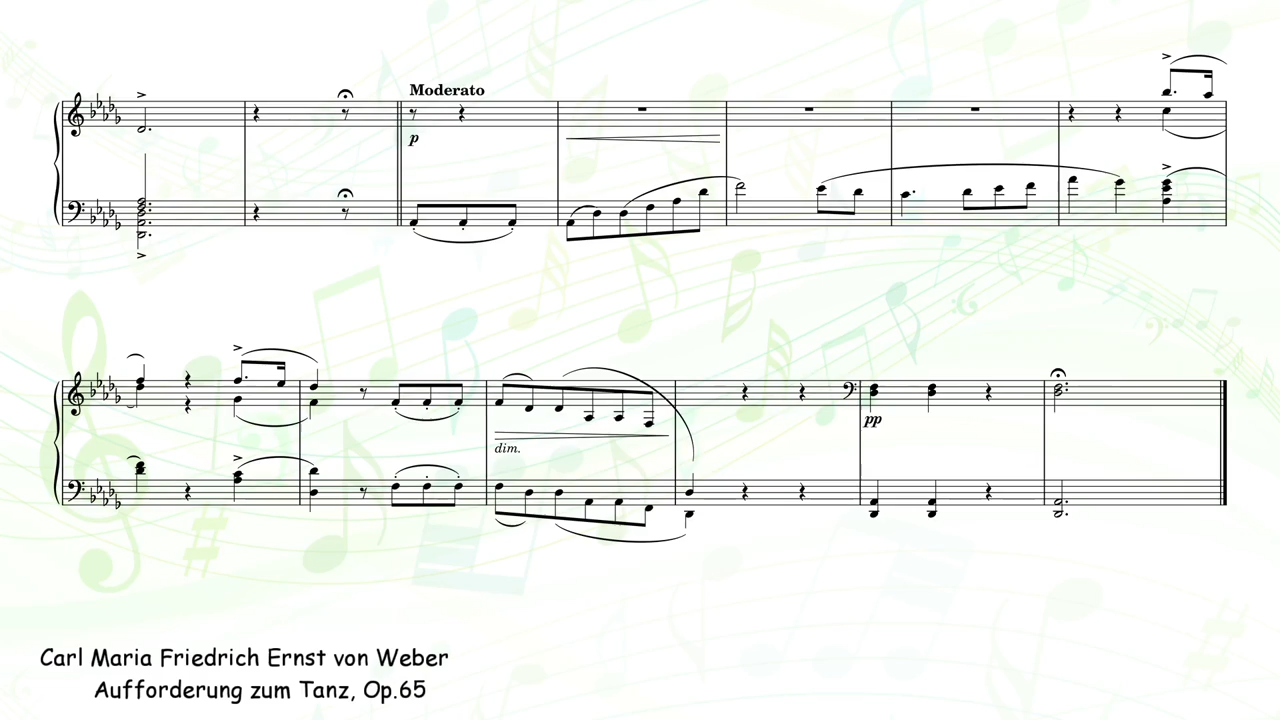 Moderato
p
dim.
pp
Carl Maria Friedrich Ernst von Weber
Aufforderung zum Tanz, Op.65